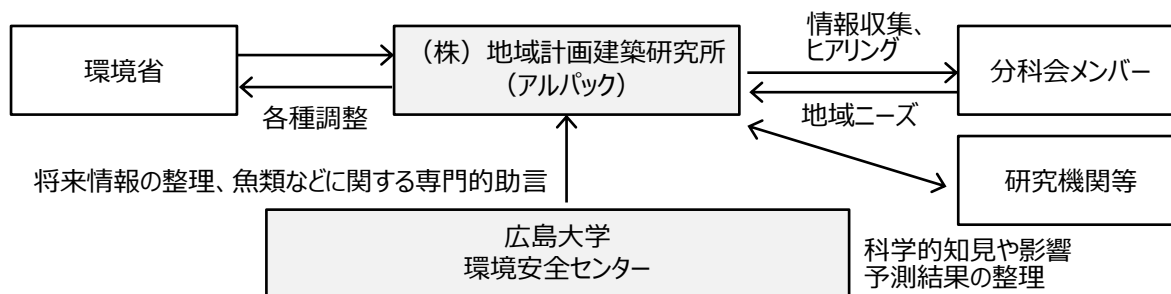 環境省
各種調整
（株）地域計画建築研究所
（アルパック）
情報収集、
ヒアリング
地域ニーズ
分科会メンバー
研究機関等
科学的知見や影響
予測結果の整理
将来情報の整理、魚類などに関する専門的助言
広島大学
環境安全センター